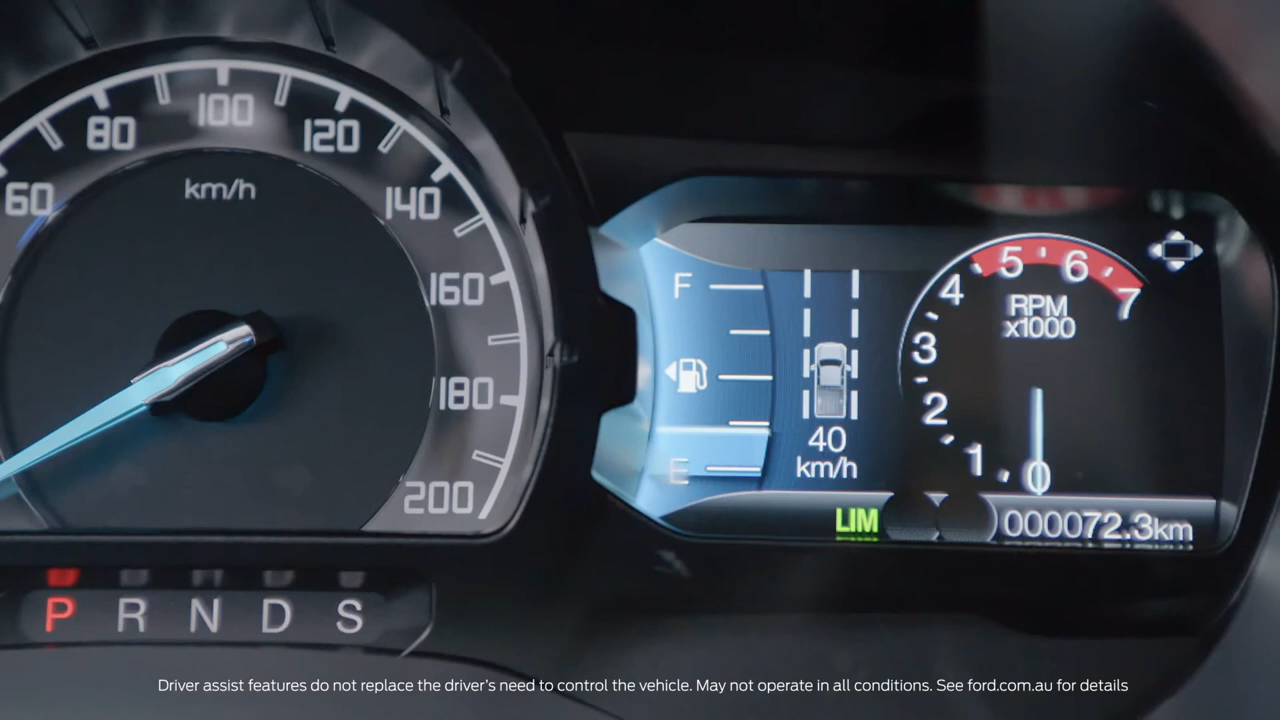 60
80
100
120
140
160
180
200
km/h
P R N D S
F
E
40
km/h
LIM
0
1
2
3
4
5
6
7
RPM
x1000
000072.3km
Driver assist features do not replace the driver's need to control the vehicle. May not operate in all conditions. See ford.com.au for details